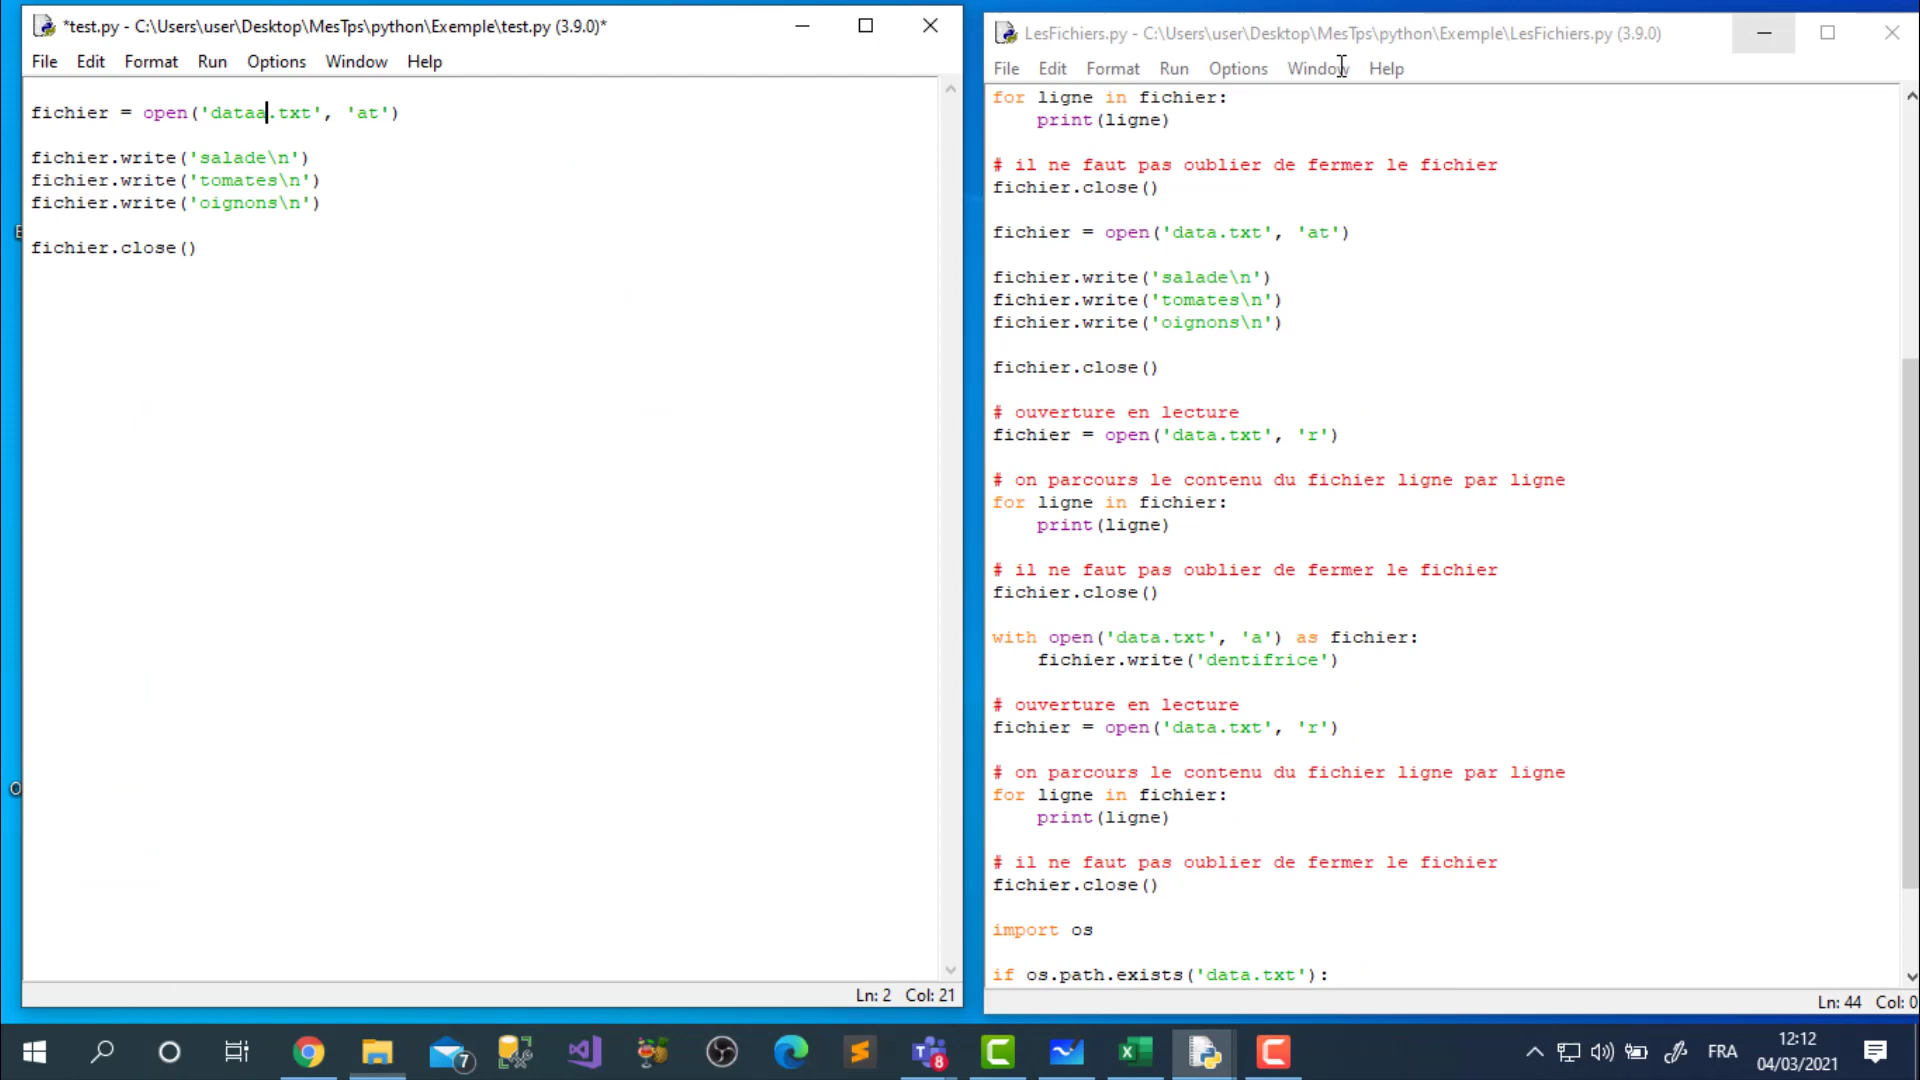 *test.py - C:\Users\user\Desktop\MesTps\python\Exemple\test.py (3.9.0)*
File Edit Format Run Options Window Help
fichier = open('dataa.txt', 'at')
fichier.write('salade\n')
fichier.write('tomates\n')
fichier.write('oignons\n')
fichier.close()
Ln: 2 Col: 21
LesFichiers.py - C:\Users\user\Desktop\MesTps\python\Exemple\LesFichiers.py (3.9.0)
File Edit Format Run Options Window Help
for ligne in fichier:
    print(ligne)
# il ne faut pas oublier de fermer le fichier
fichier.close()
fichier = open('data.txt', 'at')
fichier.write('salade\n')
fichier.write('tomates\n')
fichier.write('oignons\n')
fichier.close()
# ouverture en lecture
fichier = open('data.txt', 'r')
# on parcours le contenu du fichier ligne par ligne
for ligne in fichier:
    print(ligne)
# il ne faut pas oublier de fermer le fichier
fichier.close()
with open('data.txt', 'a') as fichier:
    fichier.write('dentifrice')
# ouverture en lecture
fichier = open('data.txt', 'r')
# on parcours le contenu du fichier ligne par ligne
for ligne in fichier:
    print(ligne)
# il ne faut pas oublier de fermer le fichier
fichier.close()
import os
if os.path.exists('data.txt'):
Ln: 44 Col: 0
7
8
FRA
12:12
04/03/2021